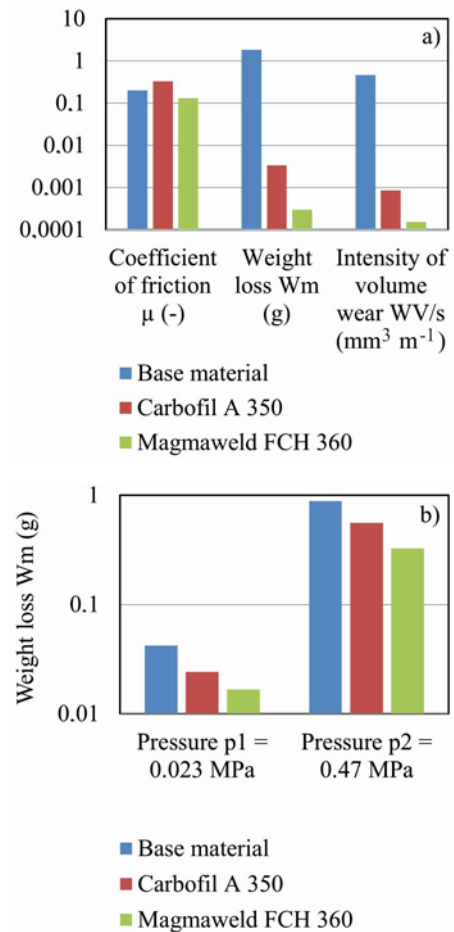 a)
10
1
0.1
0.01
0.001
0,0001
Coefficient
of friction
μ (-)
Weight
loss Wm
(g)
Intensity of
volume
wear WV/s
(mm³ m⁻¹)
Base material
Carbofil A 350
Magmaweld FCH 360
b)
Weight loss Wm (g)
1
0.1
0.01
Pressure p1 =
0.023 MPa
Pressure p2 =
0.47 MPa
Base material
Carbofil A 350
Magmaweld FCH 360